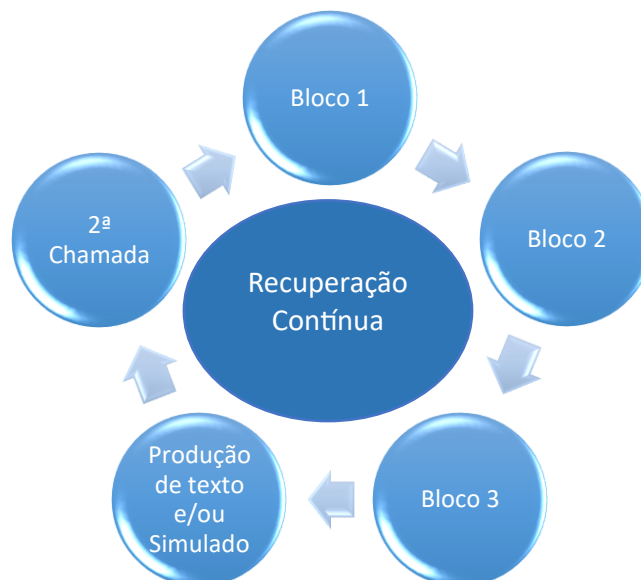 Bloco 1
Bloco 2
Bloco 3
Produção
de texto
e/ou
Simulado
2ª
Chamada
Recuperação
Contínua